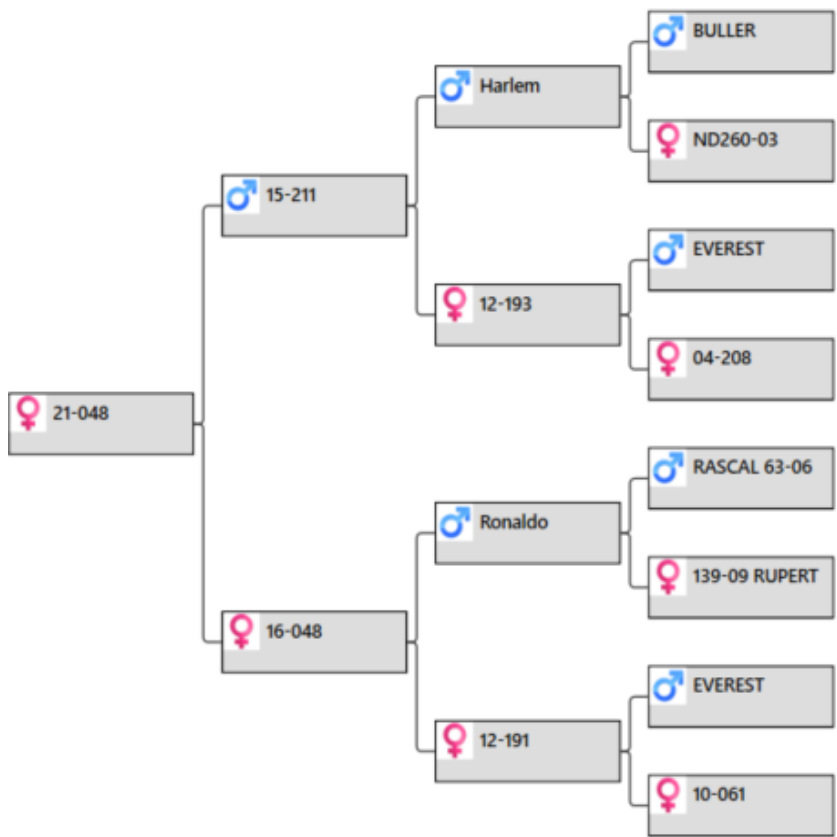 BULLER
Harlem
ND260-03
15-211
EVEREST
12-193
04-208
21-048
RASCAL 63-06
Ronaldo
139-09 RUPERT
16-048
EVEREST
12-191
10-061